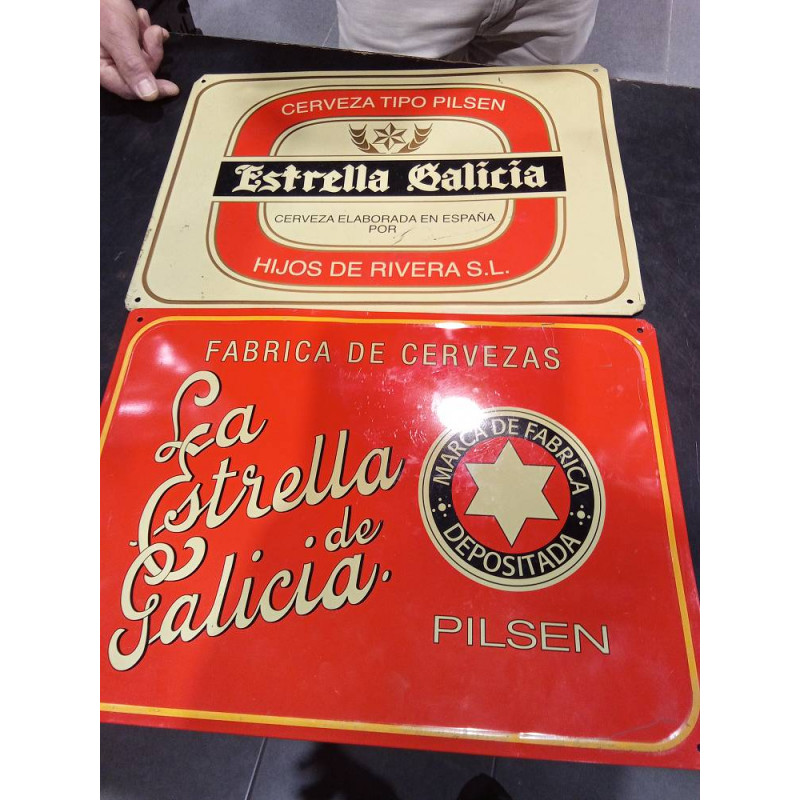 CERVEZA TIPO PILSEN
Estrella Galicia
CERVEZA ELABORADA EN ESPAÑA
POR
HIJOS DE RIVERA S.L.
FABRICA DE CERVEZAS
La
Estrella
de
Galicia.
MARCA DE FABRICA
DEPOSITADA
PILSEN